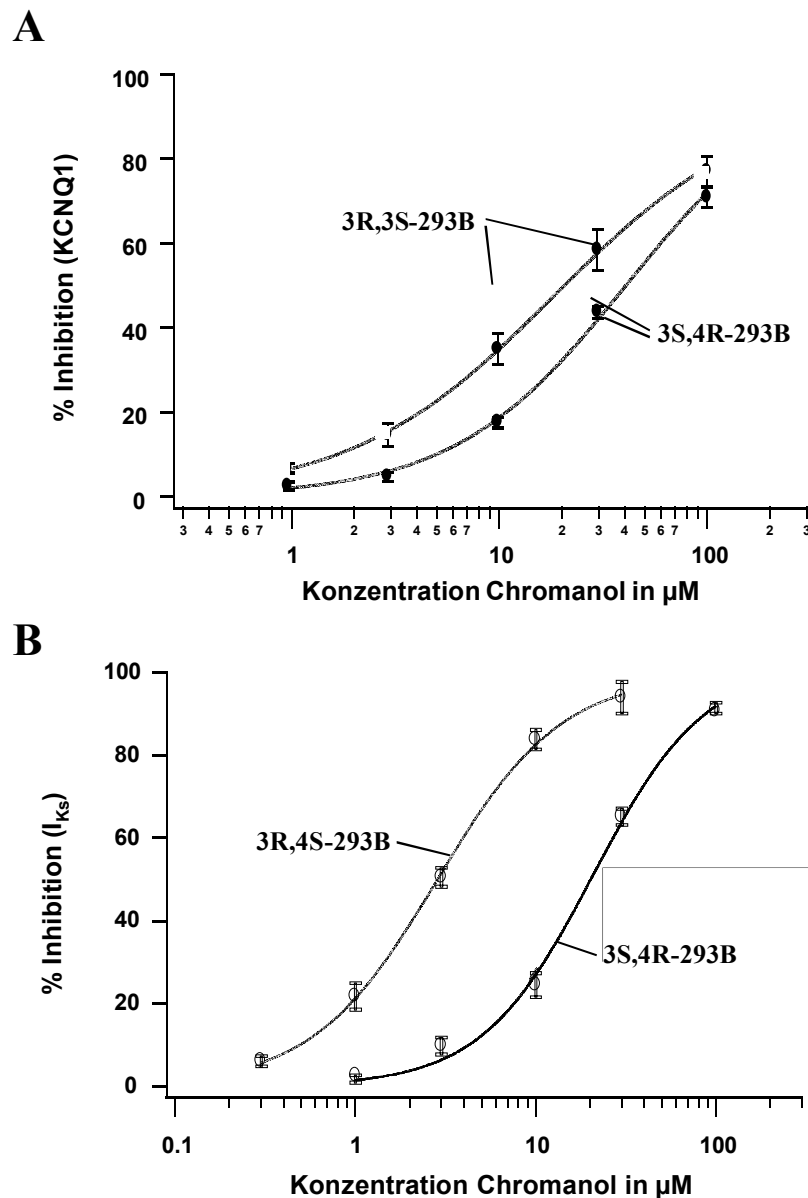 A
100
80
60
40
20
0
% Inhibition (KCNQ1)
3R,3S-293B
3S,4R-293B
3 4 5 6 7 2 3 4 5 6 7 2 3 4 5 6 7 2 3
1 10 100
Konzentration Chromanol in µM
B
100
80
60
40
20
0
% Inhibition (IKs)
3R,4S-293B
3S,4R-293B
0.1 1 10 100
Konzentration Chromanol in µM